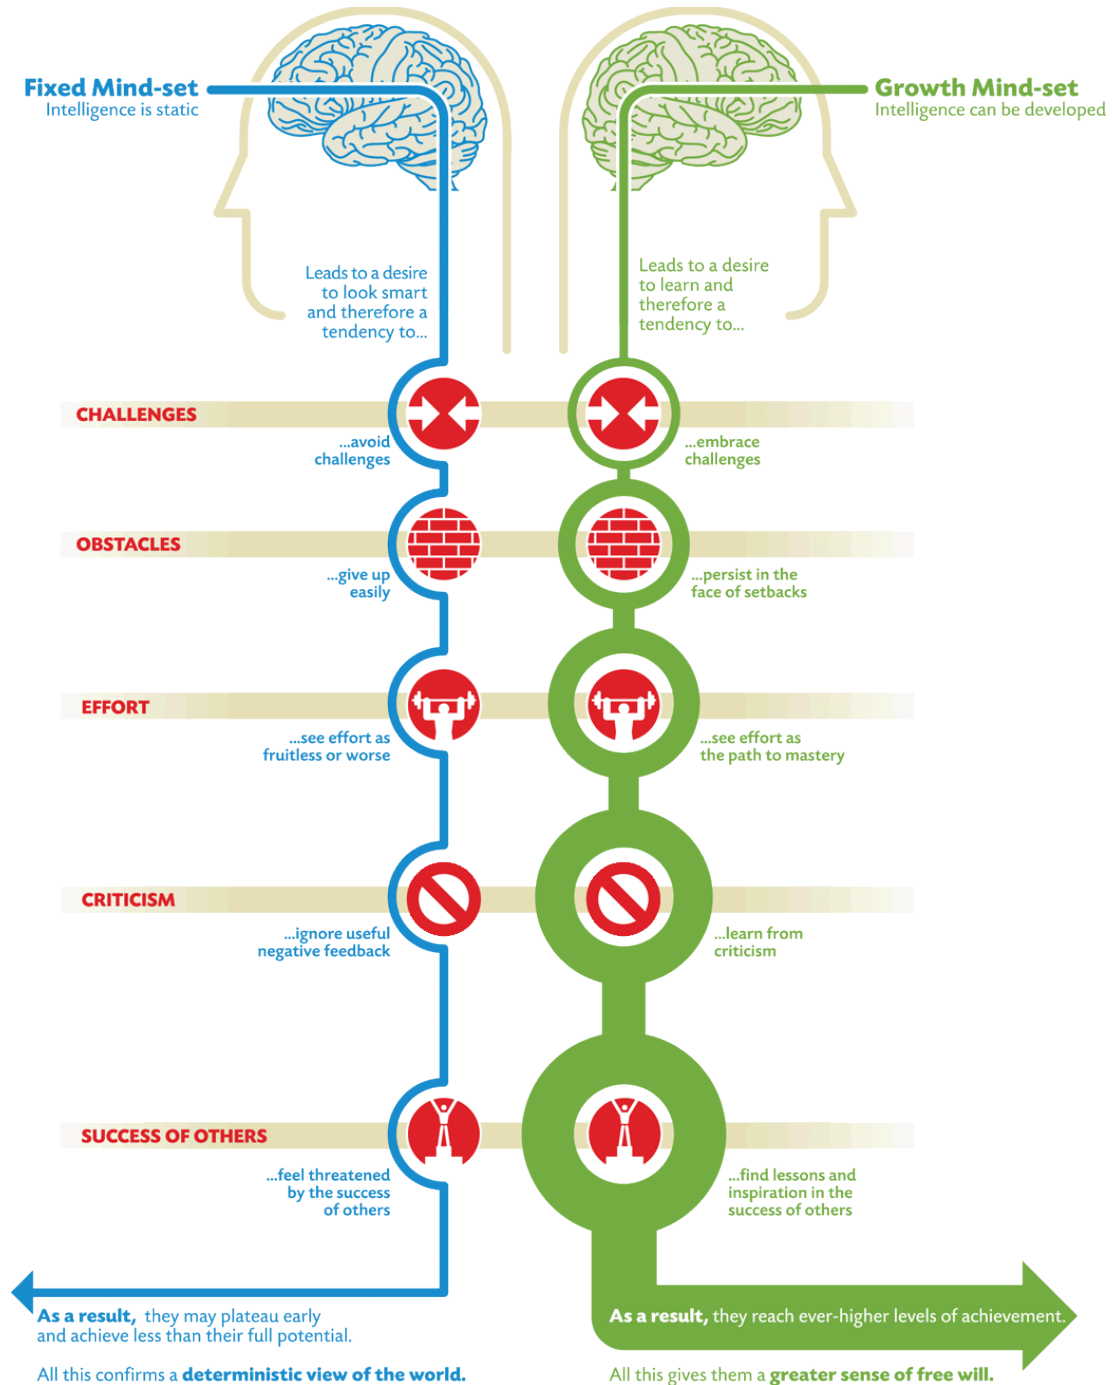 Fixed Mind-set
Intelligence is static
Growth Mind-set
Intelligence can be developed
Leads to a desire
to look smart
and therefore a
tendency to...
Leads to a desire
to learn and
therefore a
tendency to...
CHALLENGES
...avoid
challenges
...embrace
challenges
OBSTACLES
...give up
easily
...persist in the
face of setbacks
EFFORT
...see effort as
fruitless or worse
...see effort as
the path to mastery
CRITICISM
...ignore useful
negative feedback
...learn from
criticism
SUCCESS OF OTHERS
...feel threatened
by the success
of others
...find lessons and
inspiration in the
success of others
As a result, they may plateau early
and achieve less than their full potential.
All this confirms a deterministic view of the world.
As a result, they reach ever-higher levels of achievement.
All this gives them a greater sense of free will.